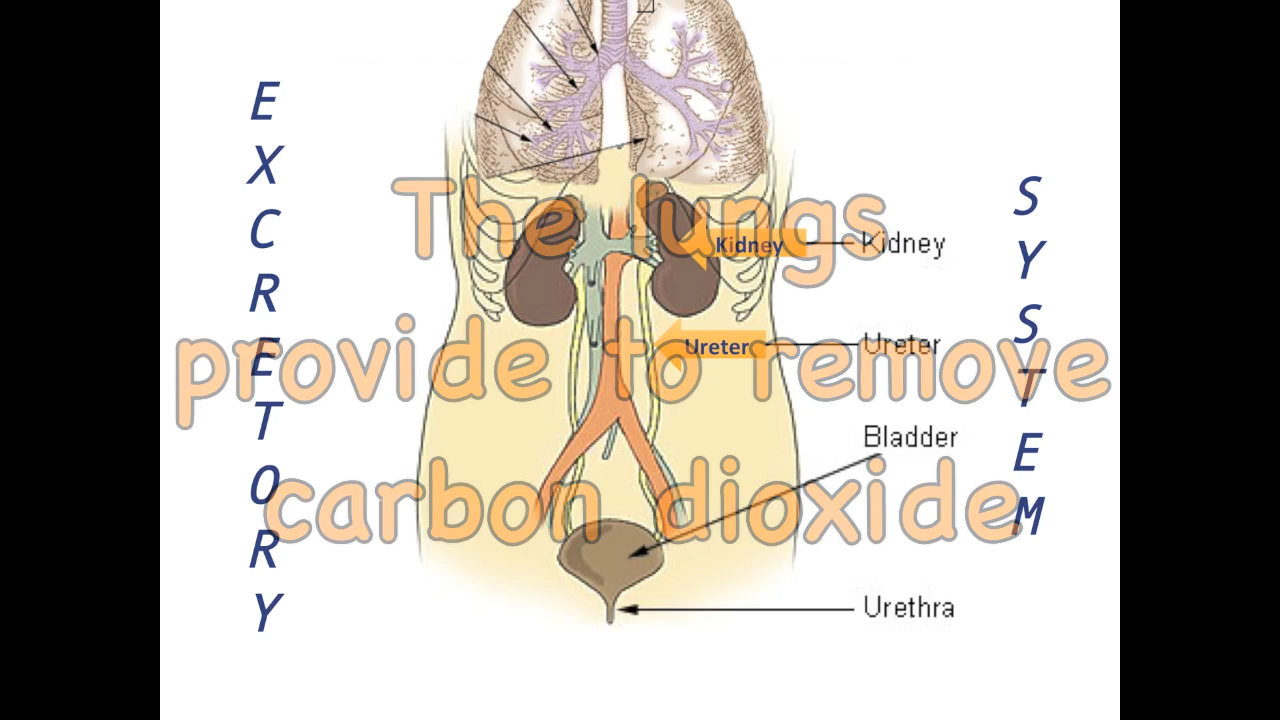 EXCRETORY
SYSTEM
The lungs
provide to remove
carbon dioxide
Kidney
Kidney
Ureter
Ureter
Bladder
Urethra